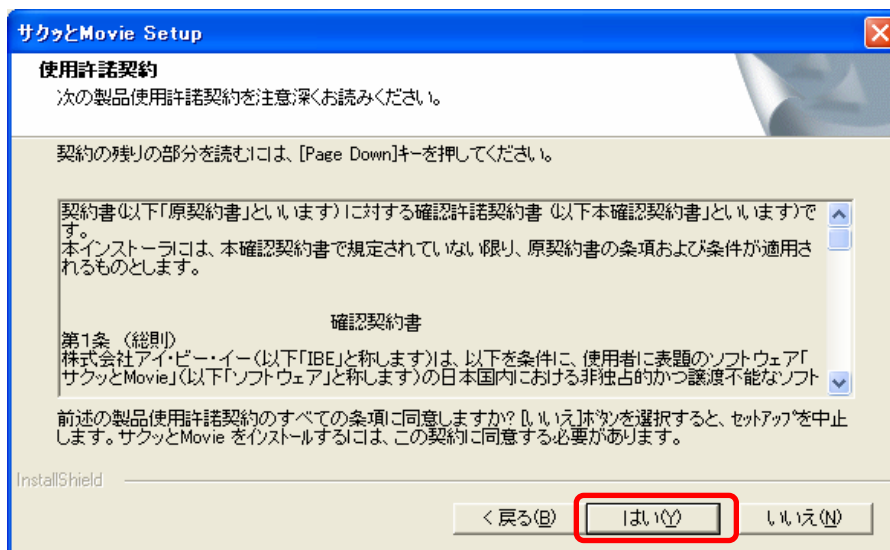 サクッとMovie Setup
使用許諾契約
次の製品使用許諾契約を注意深くお読みください。
契約の残りの部分を読むには、[Page Down]キーを押してください。
契約書(以下「原契約書」といいます)に対する確認許諾契約書 (以下本確認契約書」といいます)で
す。
本インストーラには、本確認契約書で規定されていない限り、原契約書の条項および条件が適用さ
れるものとします。
確認契約書
第1条 (総則)
株式会社アイ・ビー・イー(以下「IBE」と称します)は、以下を条件に、使用者に表題のソフトウェア「
サクッとMovie」(以下「ソフトウェア」と称します)の日本国内における非独占的かつ譲渡不能なソフト
前述の製品使用許諾契約のすべての条項に同意しますか? [いいえ]ボタンを選択すると、セットアップを中止
します。サクッとMovie をインストールするには、この契約に同意する必要があります。
InstallShield
< 戻る(B)
はい(Y)
いいえ(N)